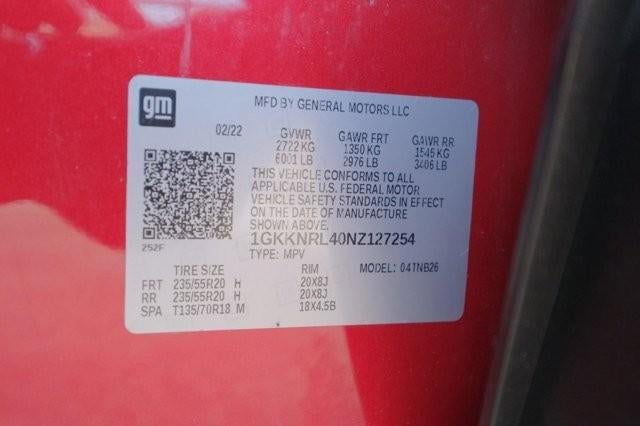 gm
MFD BY GENERAL MOTORS LLC
02/22 GVWR GAWR FRT GAWR RR
2722 KG 1350 KG 1545 KG
6001 LB 2976 LB 3406 LB
THIS VEHICLE CONFORMS TO ALL
APPLICABLE U.S. FEDERAL MOTOR
VEHICLE SAFETY STANDARDS IN EFFECT
ON THE DATE OF MANUFACTURE
SHOWN ABOVE.
252F 1GKKNRL40NZ127254
TYPE: MPV MODEL: 04TNB26
TIRE SIZE RIM
FRT 235/55R20 H 20X8J
RR 235/55R20 H 20X8J
SPA T135/70R18 M 18X4.5B